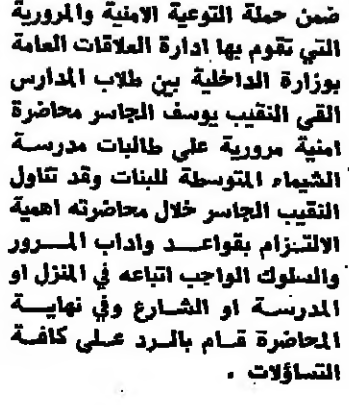 ضمن حملة التوعية الامنية والمرورية
التي تقوم بها ادارة العلاقات العامة
بوزارة الداخلية بين طلاب المدارس
القى النقيب يوسف الجاسر محاضرة
امنية مرورية على طالبات مدرسة
الشيماء المتوسطة للبنات وقد تناول
النقيب الجاسر خلال محاضرته اهمية
الالتزام بقواعد واداب المرور
والسلوك الواجب اتباعه في المنزل او
المدرسة او الشارع وفي نهاية
المحاضرة قام بالرد على كافة
التساؤلات .